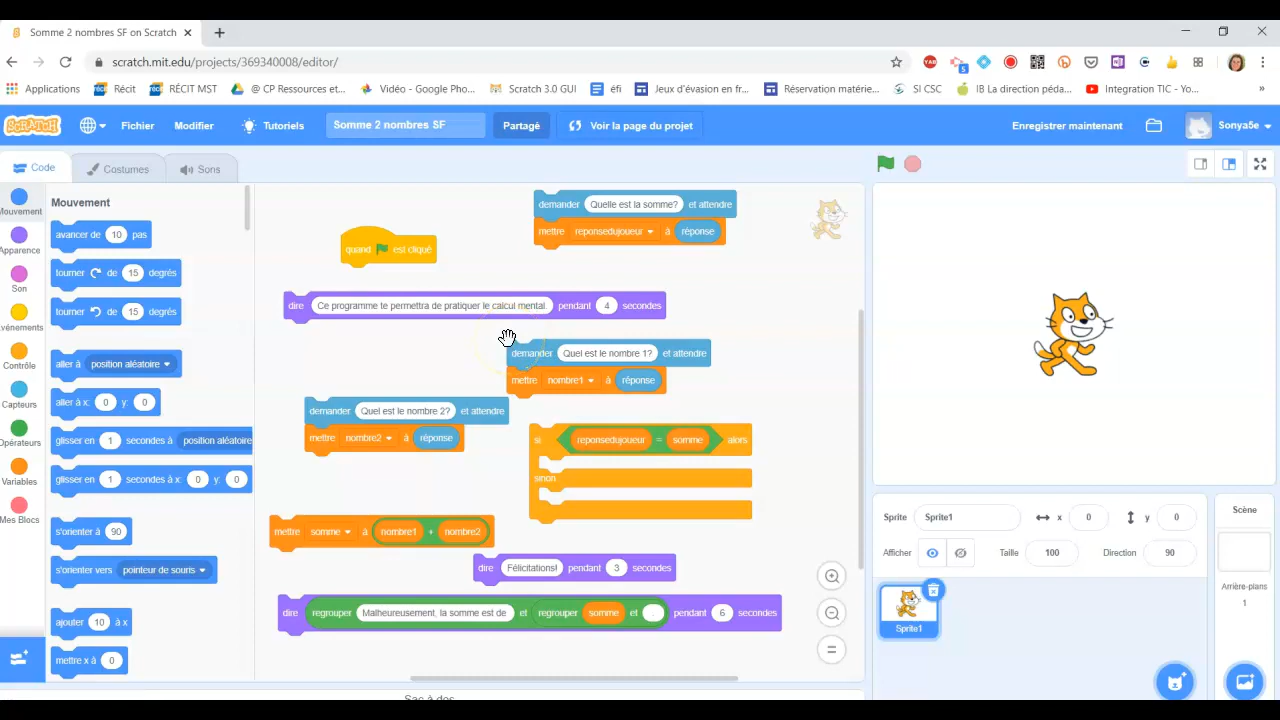 Somme 2 nombres SF on Scratch
scratch.mit.edu/projects/369340008/editor/
Applications Récit RÉCIT MST @ CP Ressources et... Vidéo - Google Pho... Scratch 3.0 GUI éfi Jeux d'évasion en fr... Réservation matérie... SI CSC IB La direction péda... Integration TIC - Yo... »
SCRATCH Fichier Modifier Tutoriels Somme 2 nombres SF Partagé Voir la page du projet Enregistrer maintenant Sonya5e
Code Costumes Sons
Mouvement
Apparence
Son
Événements
Contrôle
Capteurs
Opérateurs
Variables
Mes Blocs
Mouvement
avancer de 10 pas
tourner de 15 degrés
tourner de 15 degrés
aller à position aléatoire
aller à x: 0 y: 0
glisser en 1 secondes à position aléatoire
glisser en 1 secondes à x: 0 y: 0
s'orienter à 90
s'orienter vers pointeur de souris
ajouter 10 à x
mettre x à 0
demander Quelle est la somme? et attendre
mettre reponsedujoueur à réponse
quand est cliqué
dire Ce programme te permettra de pratiquer le calcul mental. pendant 4 secondes
demander Quel est le nombre 1? et attendre
mettre nombre1 à réponse
demander Quel est le nombre 2? et attendre
mettre nombre2 à réponse
si reponsedujoueur = somme alors
sinon
mettre somme à nombre1 + nombre2
dire Félicitations! pendant 3 secondes
dire regrouper Malheureusement, la somme est de et regrouper somme et pendant 6 secondes
Sac à dos
Sprite Sprite1 x 0 y 0
Afficher Taille 100 Direction 90
Sprite1
Scène
Arrière-plans
1